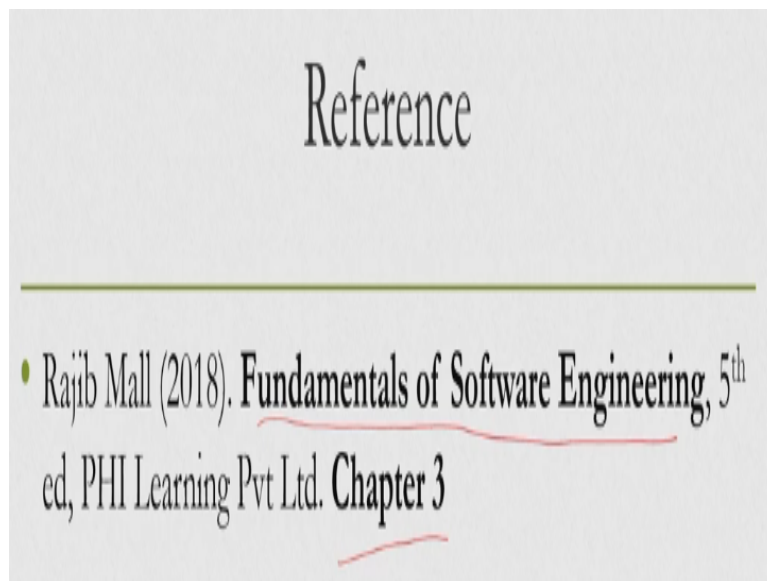 Reference
• Rajib Mall (2018). Fundamentals of Software Engineering, 5th
ed, PHI Learning Pvt Ltd. Chapter 3